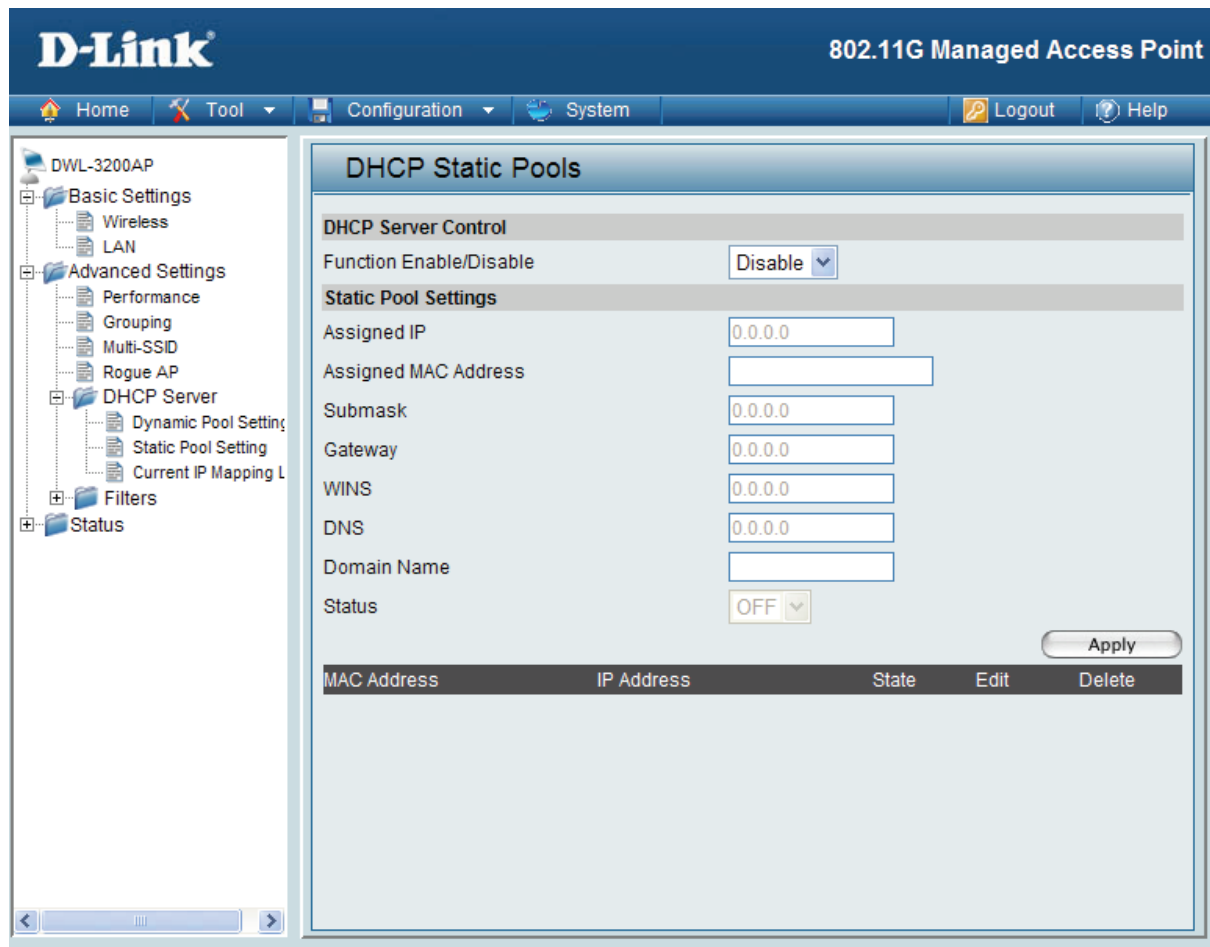 D-Link®
802.11G Managed Access Point
Home Tool Configuration System Logout Help
DWL-3200AP
Basic Settings
Wireless
LAN
Advanced Settings
Performance
Grouping
Multi-SSID
Rogue AP
DHCP Server
Dynamic Pool Setting
Static Pool Setting
Current IP Mapping L
Filters
Status
DHCP Static Pools
DHCP Server Control
Function Enable/Disable Disable
Static Pool Settings
Assigned IP 0.0.0.0
Assigned MAC Address
Submask 0.0.0.0
Gateway 0.0.0.0
WINS 0.0.0.0
DNS 0.0.0.0
Domain Name
Status OFF
Apply
MAC Address IP Address State Edit Delete